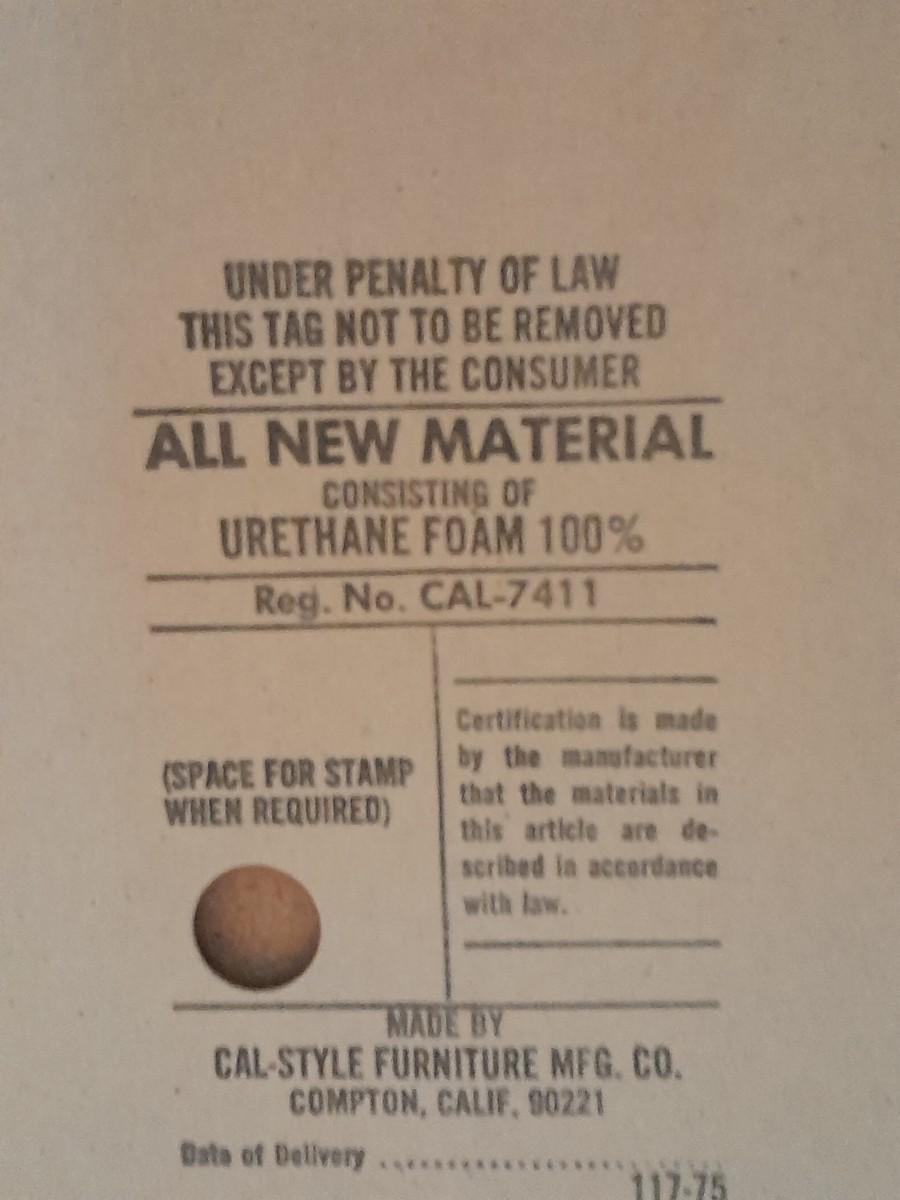 UNDER PENALTY OF LAW
THIS TAG NOT TO BE REMOVED
EXCEPT BY THE CONSUMER
ALL NEW MATERIAL
CONSISTING OF
URETHANE FOAM 100%
Reg. No. CAL-7411
(SPACE FOR STAMP
WHEN REQUIRED)
Certification is made
by the manufacturer
that the materials in
this article are de-
scribed in accordance
with law.
MADE BY
CAL-STYLE FURNITURE MFG. CO.
COMPTON, CALIF. 90221
Date of Delivery ..............................
117-75